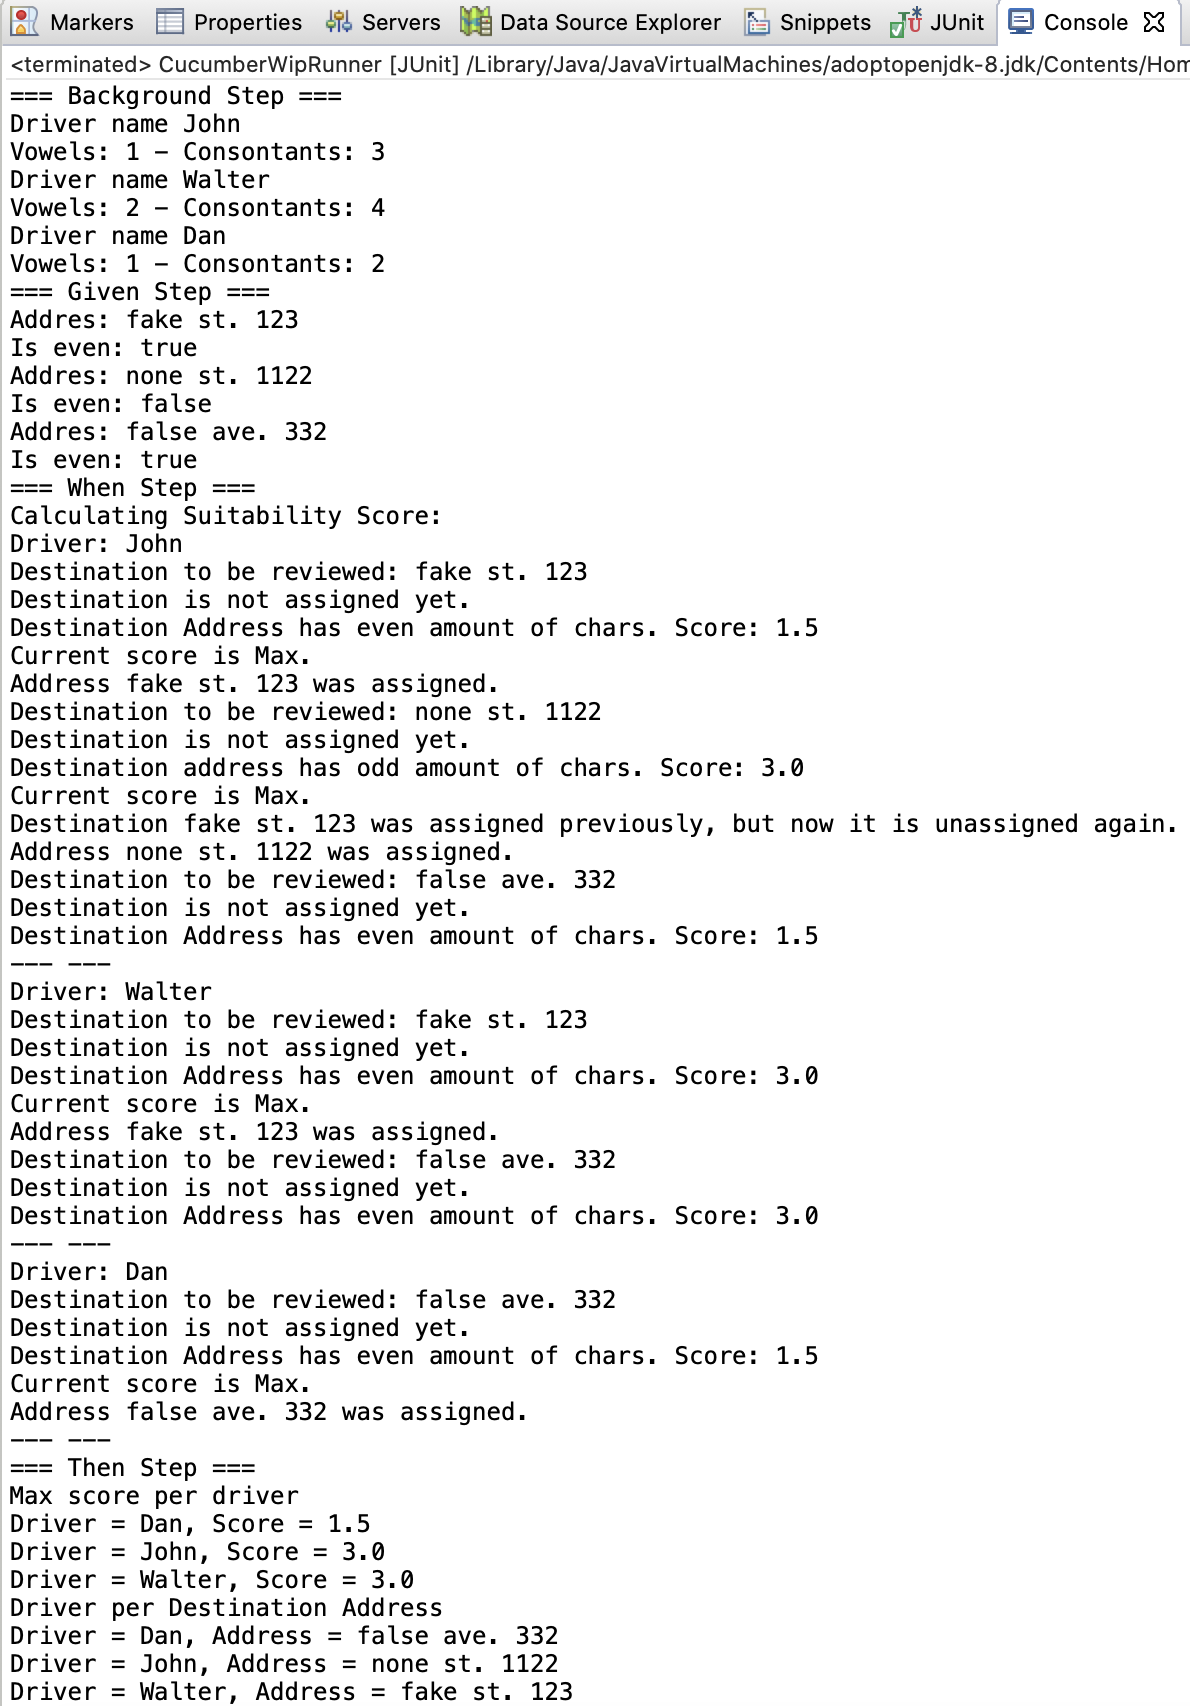 Markers Properties Servers Data Source Explorer Snippets JUnit Console
<terminated> CucumberWipRunner [JUnit] /Library/Java/JavaVirtualMachines/adoptopenjdk-8.jdk/Contents/Hom
=== Background Step ===
Driver name John
Vowels: 1 – Consontants: 3
Driver name Walter
Vowels: 2 – Consontants: 4
Driver name Dan
Vowels: 1 – Consontants: 2
=== Given Step ===
Addres: fake st. 123
Is even: true
Addres: none st. 1122
Is even: false
Addres: false ave. 332
Is even: true
=== When Step ===
Calculating Suitability Score:
Driver: John
Destination to be reviewed: fake st. 123
Destination is not assigned yet.
Destination Address has even amount of chars. Score: 1.5
Current score is Max.
Address fake st. 123 was assigned.
Destination to be reviewed: none st. 1122
Destination is not assigned yet.
Destination address has odd amount of chars. Score: 3.0
Current score is Max.
Destination fake st. 123 was assigned previously, but now it is unassigned again.
Address none st. 1122 was assigned.
Destination to be reviewed: false ave. 332
Destination is not assigned yet.
Destination Address has even amount of chars. Score: 1.5
--- ---
Driver: Walter
Destination to be reviewed: fake st. 123
Destination is not assigned yet.
Destination Address has even amount of chars. Score: 3.0
Current score is Max.
Address fake st. 123 was assigned.
Destination to be reviewed: false ave. 332
Destination is not assigned yet.
Destination Address has even amount of chars. Score: 3.0
--- ---
Driver: Dan
Destination to be reviewed: false ave. 332
Destination is not assigned yet.
Destination Address has even amount of chars. Score: 1.5
Current score is Max.
Address false ave. 332 was assigned.
--- ---
=== Then Step ===
Max score per driver
Driver = Dan, Score = 1.5
Driver = John, Score = 3.0
Driver = Walter, Score = 3.0
Driver per Destination Address
Driver = Dan, Address = false ave. 332
Driver = John, Address = none st. 1122
Driver = Walter, Address = fake st. 123